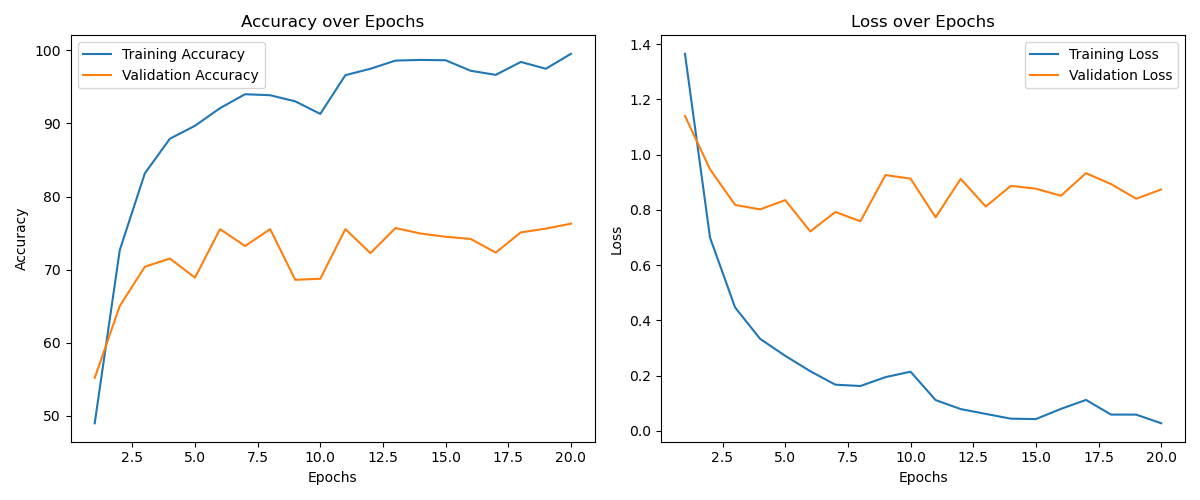 Accuracy over Epochs
Training Accuracy
Validation Accuracy
100
90
80
70
60
50
Accuracy
2.5 5.0 7.5 10.0 12.5 15.0 17.5 20.0
Epochs
Loss over Epochs
Training Loss
Validation Loss
1.4
1.2
1.0
0.8
0.6
0.4
0.2
0.0
Loss
2.5 5.0 7.5 10.0 12.5 15.0 17.5 20.0
Epochs